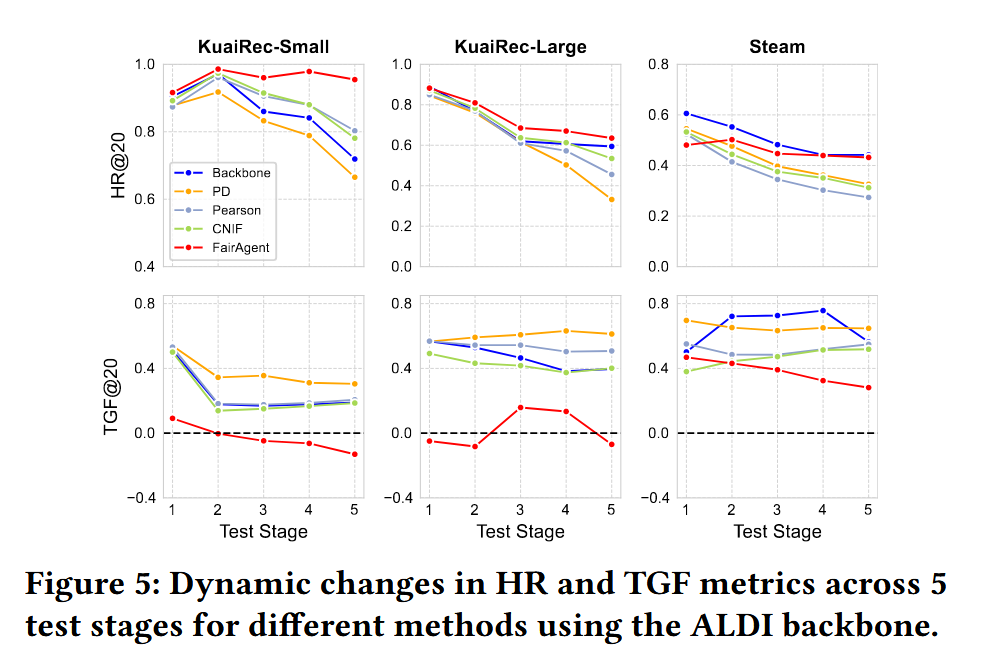 KuaiRec-Small
KuaiRec-Large
Steam
HR@20
1.0
0.8
0.6
0.4
Backbone
PD
Pearson
CNIF
FairAgent
1.0
0.8
0.6
0.4
0.2
0.0
0.8
0.6
0.4
0.2
0.0
TGF@20
0.8
0.4
0.0
−0.4
1 2 3 4 5
Test Stage
0.8
0.4
0.0
−0.4
1 2 3 4 5
Test Stage
0.8
0.4
0.0
−0.4
1 2 3 4 5
Test Stage
Figure 5: Dynamic changes in HR and TGF metrics across 5
test stages for different methods using the ALDI backbone.